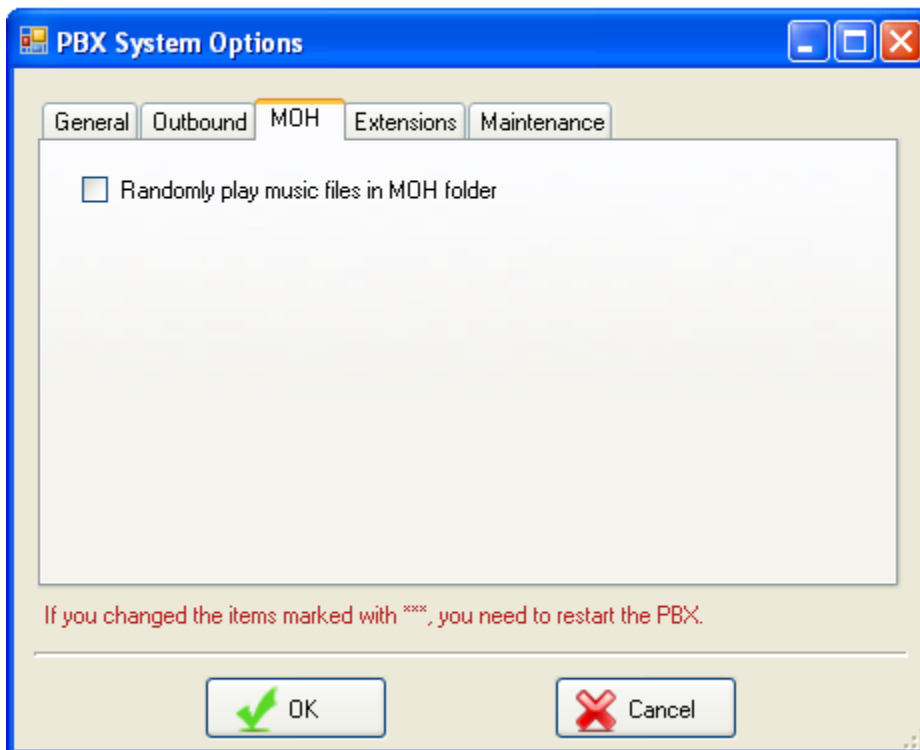 PBX System Options
General Outbound MOH Extensions Maintenance
Randomly play music files in MOH folder
If you changed the items marked with ***, you need to restart the PBX.
OK Cancel